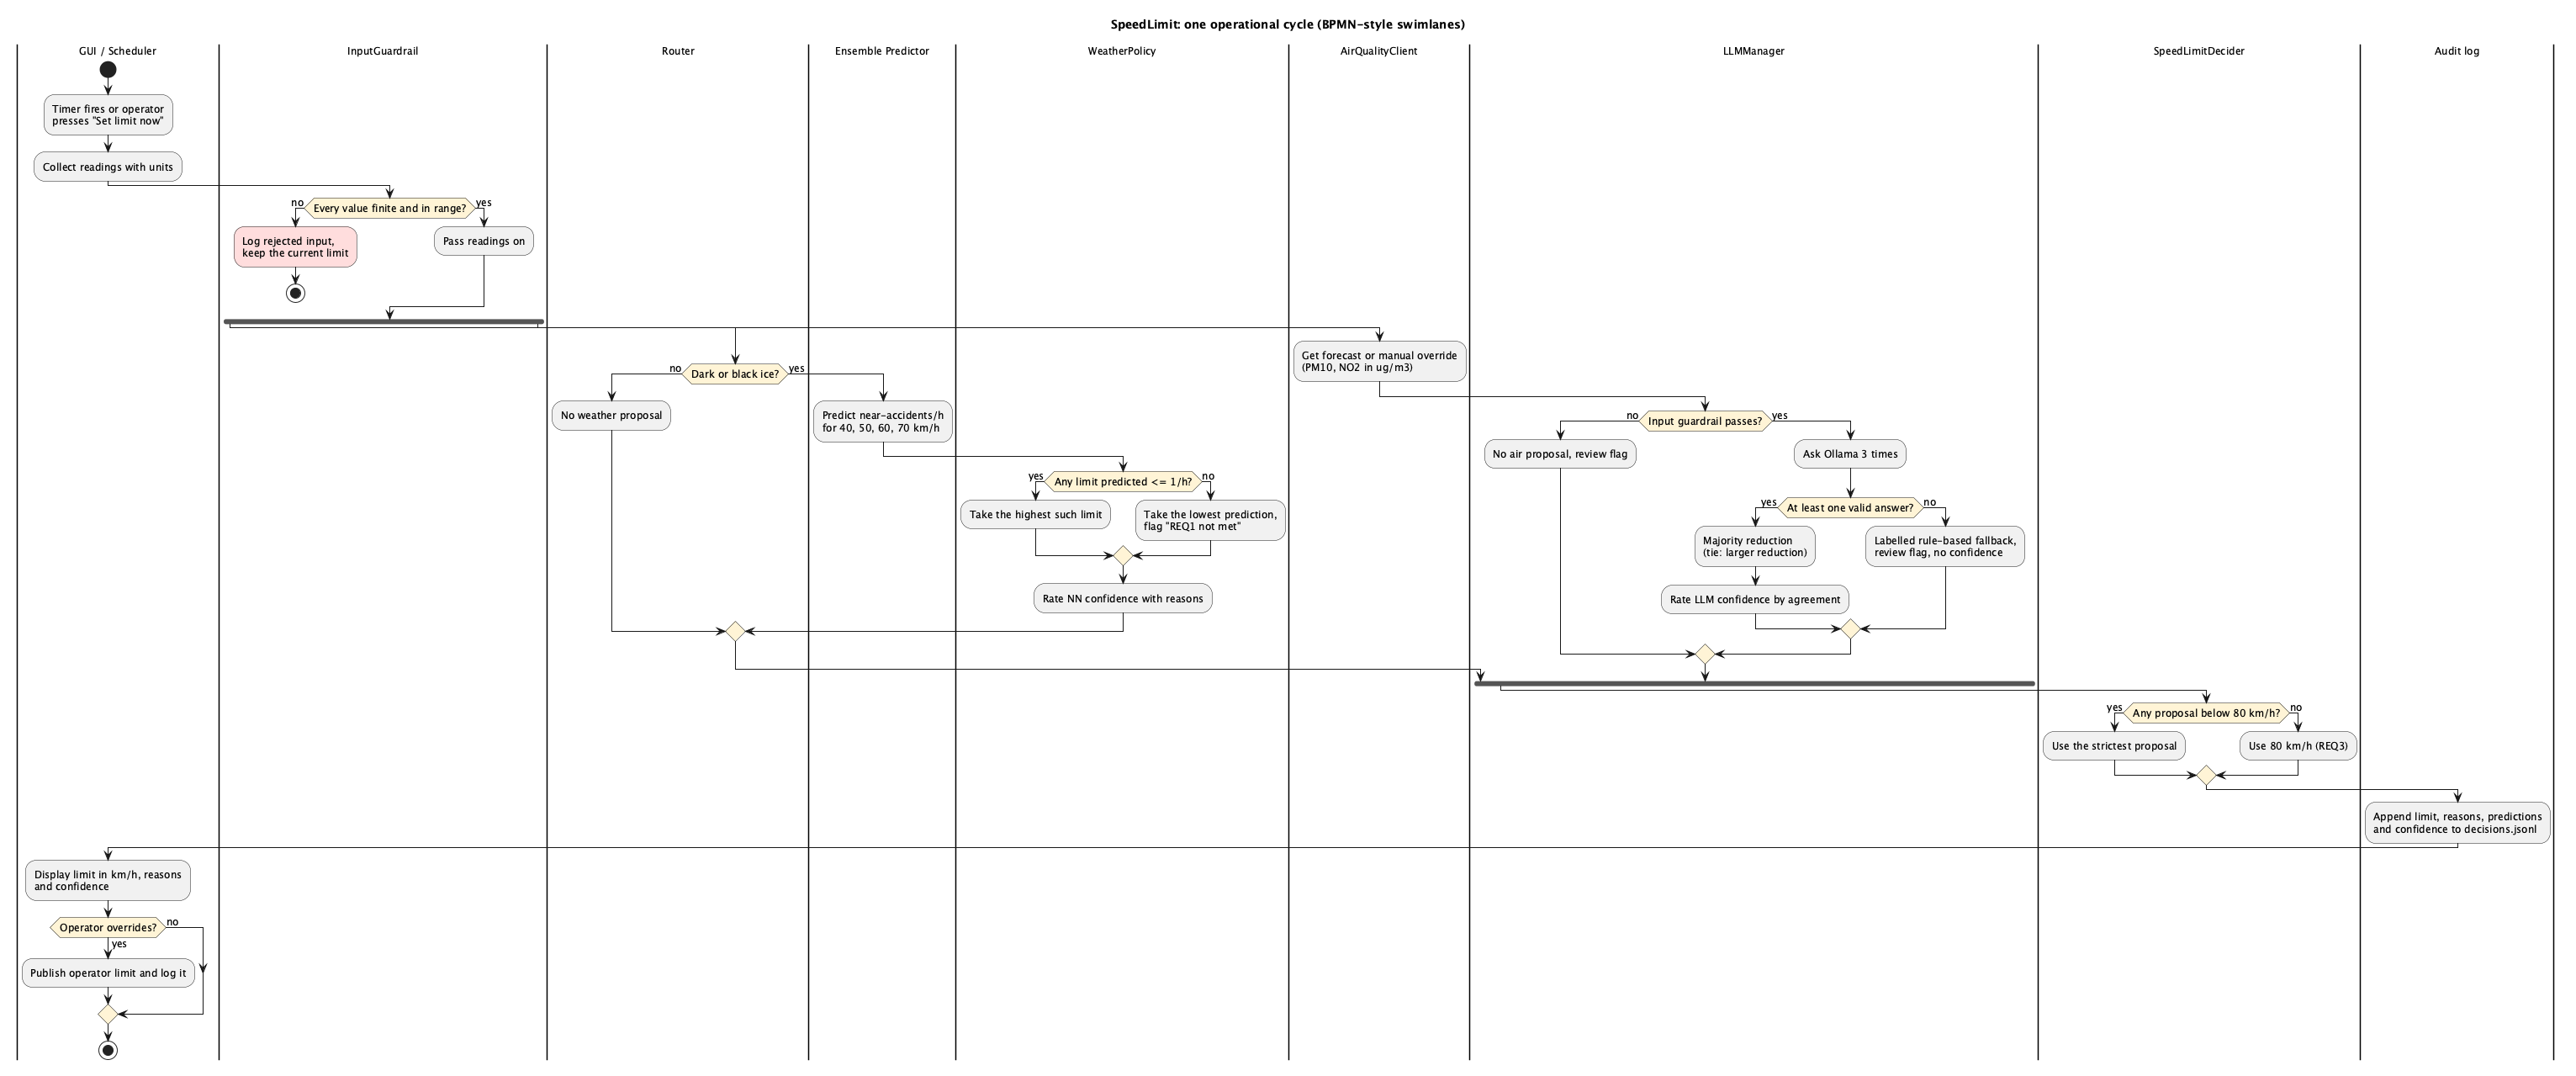 SpeedLimit: one operational cycle (BPMN-style swimlanes)
GUI / Scheduler
InputGuardrail
Router
Ensemble Predictor
WeatherPolicy
AirQualityClient
LLMManager
SpeedLimitDecider
Audit log
Timer fires or operator
presses "Set limit now"
Collect readings with units
no
Every value finite and in range?
yes
Log rejected input,
keep the current limit
Pass readings on
Get forecast or manual override
(PM10, NO2 in ug/m3)
no
Dark or black ice?
yes
No weather proposal
Predict near-accidents/h
for 40, 50, 60, 70 km/h
yes
Any limit predicted <= 1/h?
no
Take the highest such limit
Take the lowest prediction,
flag "REQ1 not met"
Rate NN confidence with reasons
no
Input guardrail passes?
yes
No air proposal, review flag
Ask Ollama 3 times
yes
At least one valid answer?
no
Majority reduction
(tie: larger reduction)
Labelled rule-based fallback,
review flag, no confidence
Rate LLM confidence by agreement
yes
Any proposal below 80 km/h?
no
Use the strictest proposal
Use 80 km/h (REQ3)
Append limit, reasons, predictions
and confidence to decisions.jsonl
Display limit in km/h, reasons
and confidence
Operator overrides?
no
yes
Publish operator limit and log it